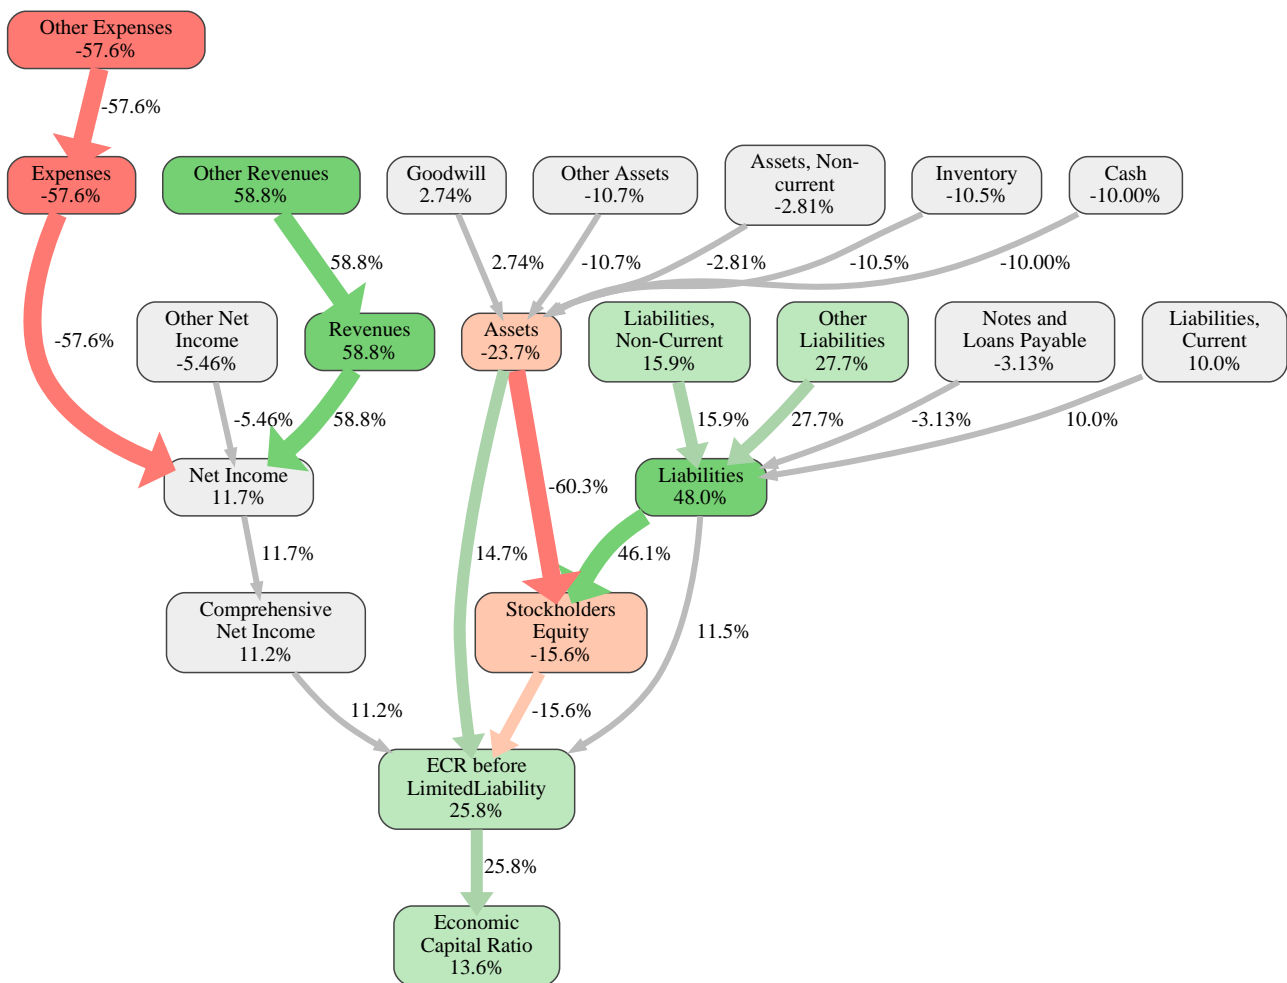 Other Expenses
-57.6%
-57.6%
Expenses
-57.6%
Other Revenues
58.8%
Goodwill
2.74%
Other Assets
-10.7%
Assets, Non-
current
-2.81%
Inventory
-10.5%
Cash
-10.00%
58.8%
2.74%
-10.7%
-2.81%
-10.5%
-10.00%
-57.6%
Other Net
Income
-5.46%
Revenues
58.8%
Assets
-23.7%
Liabilities,
Non-Current
15.9%
Other
Liabilities
27.7%
Notes and
Loans Payable
-3.13%
Liabilities,
Current
10.0%
-5.46%
58.8%
15.9%
27.7%
-3.13%
10.0%
Net Income
11.7%
-60.3%
Liabilities
48.0%
11.7%
14.7%
46.1%
Comprehensive
Net Income
11.2%
Stockholders
Equity
-15.6%
11.5%
11.2%
-15.6%
ECR before
LimitedLiability
25.8%
25.8%
Economic
Capital Ratio
13.6%